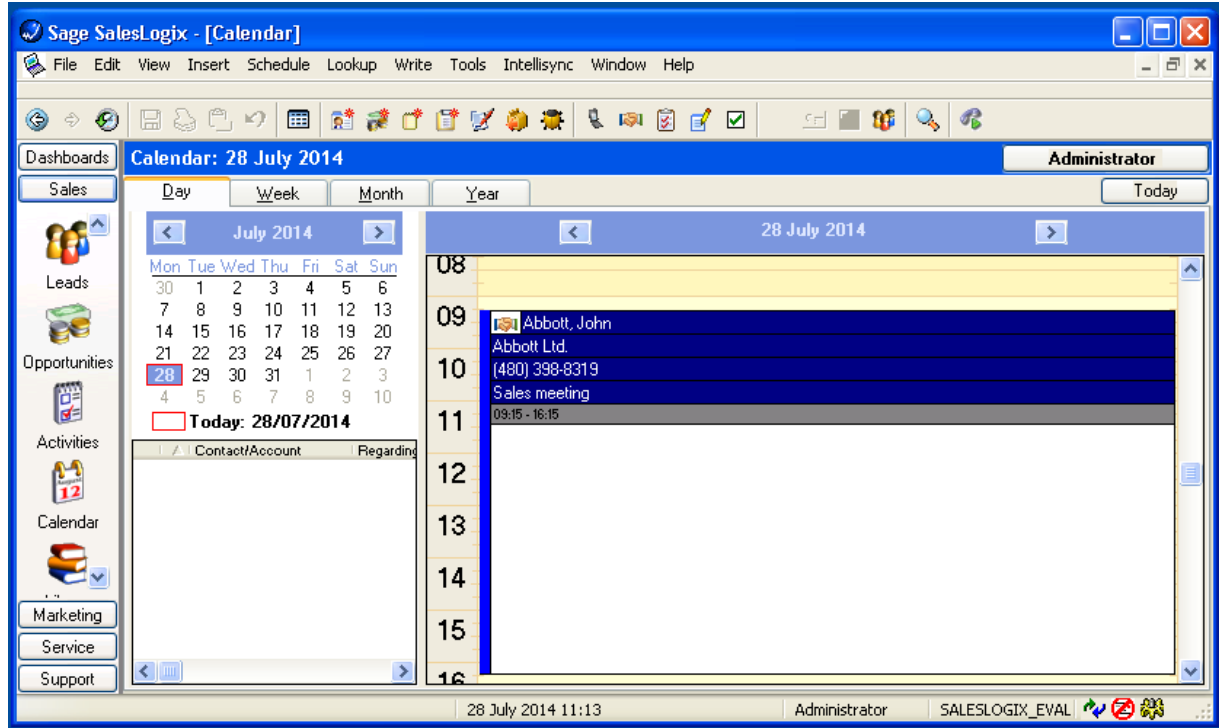 Sage SalesLogix - [Calendar]
File Edit View Insert Schedule Lookup Write Tools Intellisync Window Help
Dashboards
Calendar: 28 July 2014
Administrator
Sales
Day Week Month Year
Today
Leads
Opportunities
Activities
August
12
Calendar
Marketing
Service
Support
July 2014
Mon Tue Wed Thu Fri Sat Sun
30 1 2 3 4 5 6
7 8 9 10 11 12 13
14 15 16 17 18 19 20
21 22 23 24 25 26 27
28 29 30 31 1 2 3
4 5 6 7 8 9 10
Today: 28/07/2014
Contact/Account Regarding
28 July 2014
08
09
10
11
12
13
14
15
16
Abbott, John
Abbott Ltd.
(480) 398-8319
Sales meeting
09:15 - 16:15
28 July 2014 11:13 Administrator SALESLOGIX_EVAL